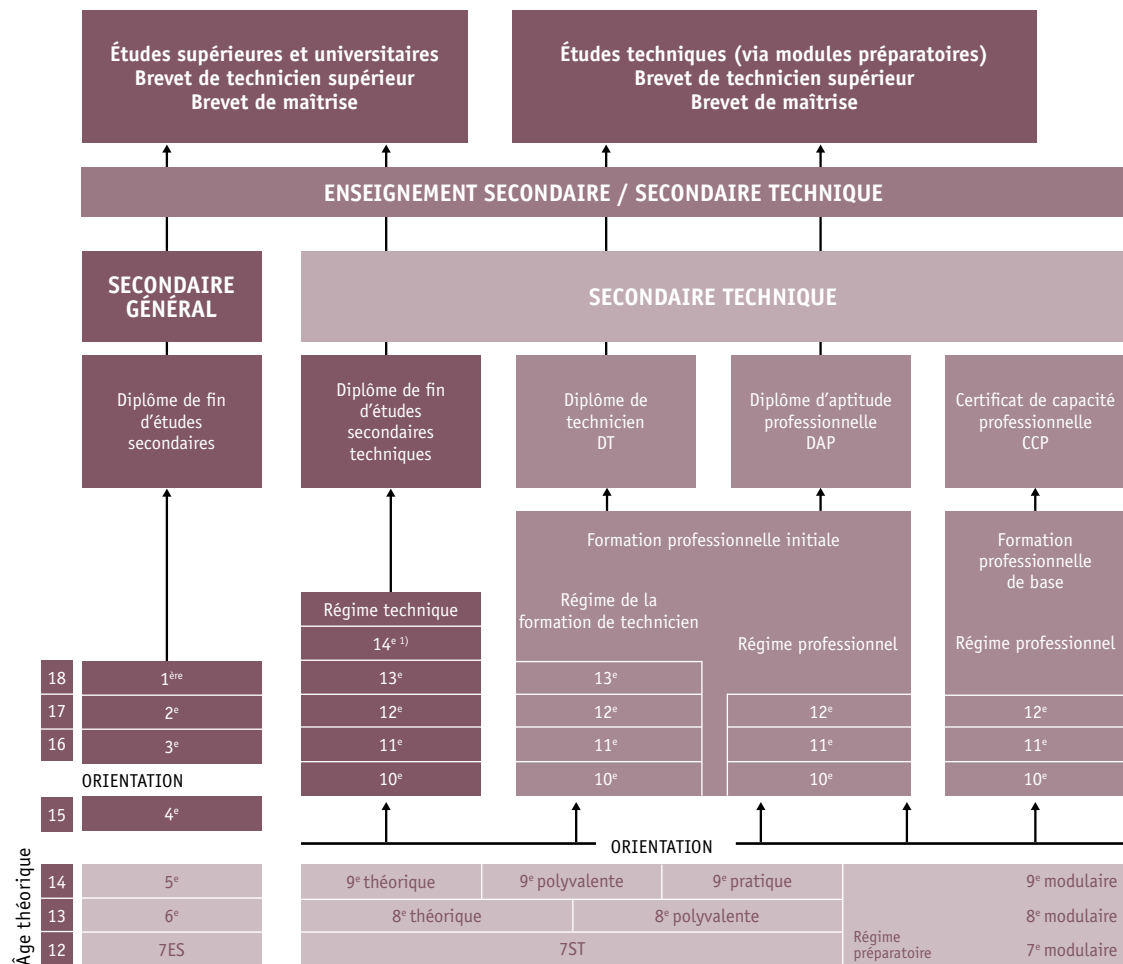 Études supérieures et universitaires
Brevet de technicien supérieur
Brevet de maîtrise
Études techniques (via modules préparatoires)
Brevet de technicien supérieur
Brevet de maîtrise
ENSEIGNEMENT SECONDAIRE / SECONDAIRE TECHNIQUE
SECONDAIRE
GÉNÉRAL
SECONDAIRE TECHNIQUE
Diplôme de fin
d'études
secondaires
Diplôme de fin
d'études
secondaires
techniques
Diplôme de
technicien
DT
Diplôme d'aptitude
professionnelle
DAP
Certificat de capacité
professionnelle
CCP
Formation professionnelle initiale
Formation
professionnelle
de base
Régime technique
Régime de la
formation de technicien
Régime professionnel
Régime professionnel
14e 1)
18 1ère 13e 13e
17 2e 12e 12e 12e 12e
16 3e 11e 11e 11e 11e
ORIENTATION 10e 10e 10e 10e
15 4e
ORIENTATION
Âge théorique
14 5e 9e théorique 9e polyvalente 9e pratique 9e modulaire
13 6e 8e théorique 8e polyvalente 8e modulaire
12 7ES 7ST Régime
préparatoire 7e modulaire